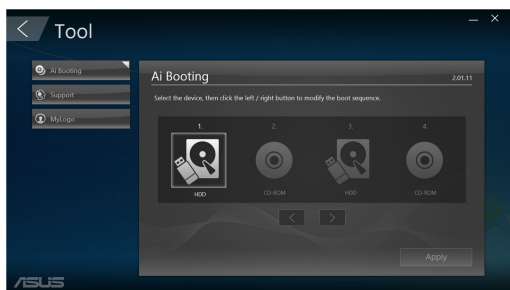 Tool
Ai Booting
Support
MyLogo
Ai Booting
2.01.11
Select the device, then click the left / right button to modify the boot sequence.
1. 2. 3. 4.
HDD CD-ROM HDD CD-ROM
Apply
ASUS